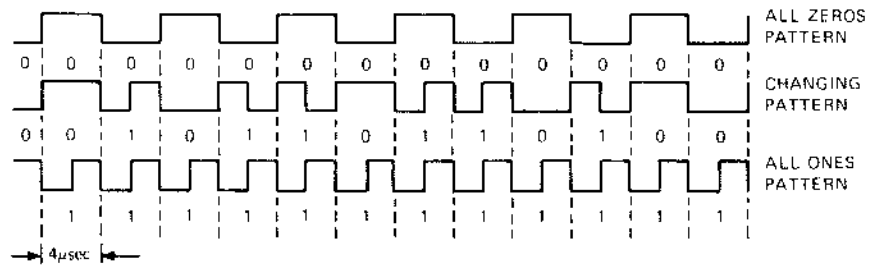 ALL ZEROS
PATTERN
0 0 0 0 0 0 0 0 0 0 0 0 0
CHANGING
PATTERN
0 0 1 0 1 1 0 1 1 0 1 0 0
ALL ONES
PATTERN
1 1 1 1 1 1 1 1 1 1 1 1
4µsec